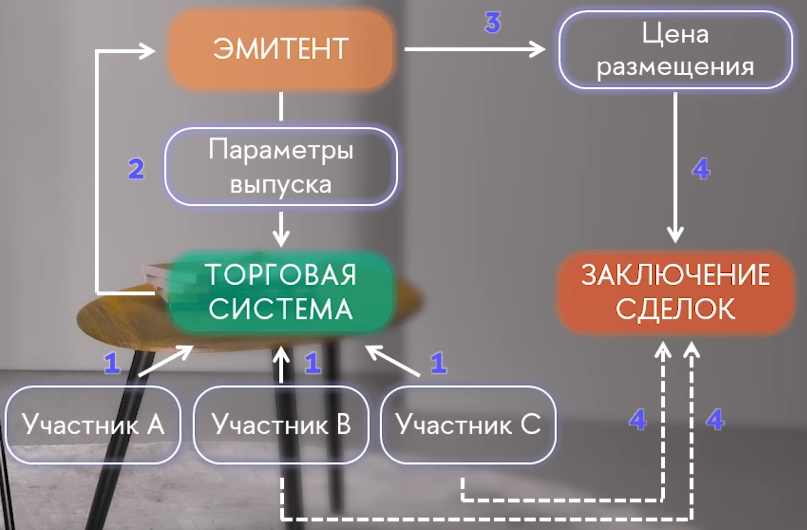 ЭМИТЕНТ
3
Цена
размещения
2
Параметры
выпуска
4
ТОРГОВАЯ
СИСТЕМА
ЗАКЛЮЧЕНИЕ
СДЕЛОК
1
1
1
Участник А
Участник В
Участник С
4
4